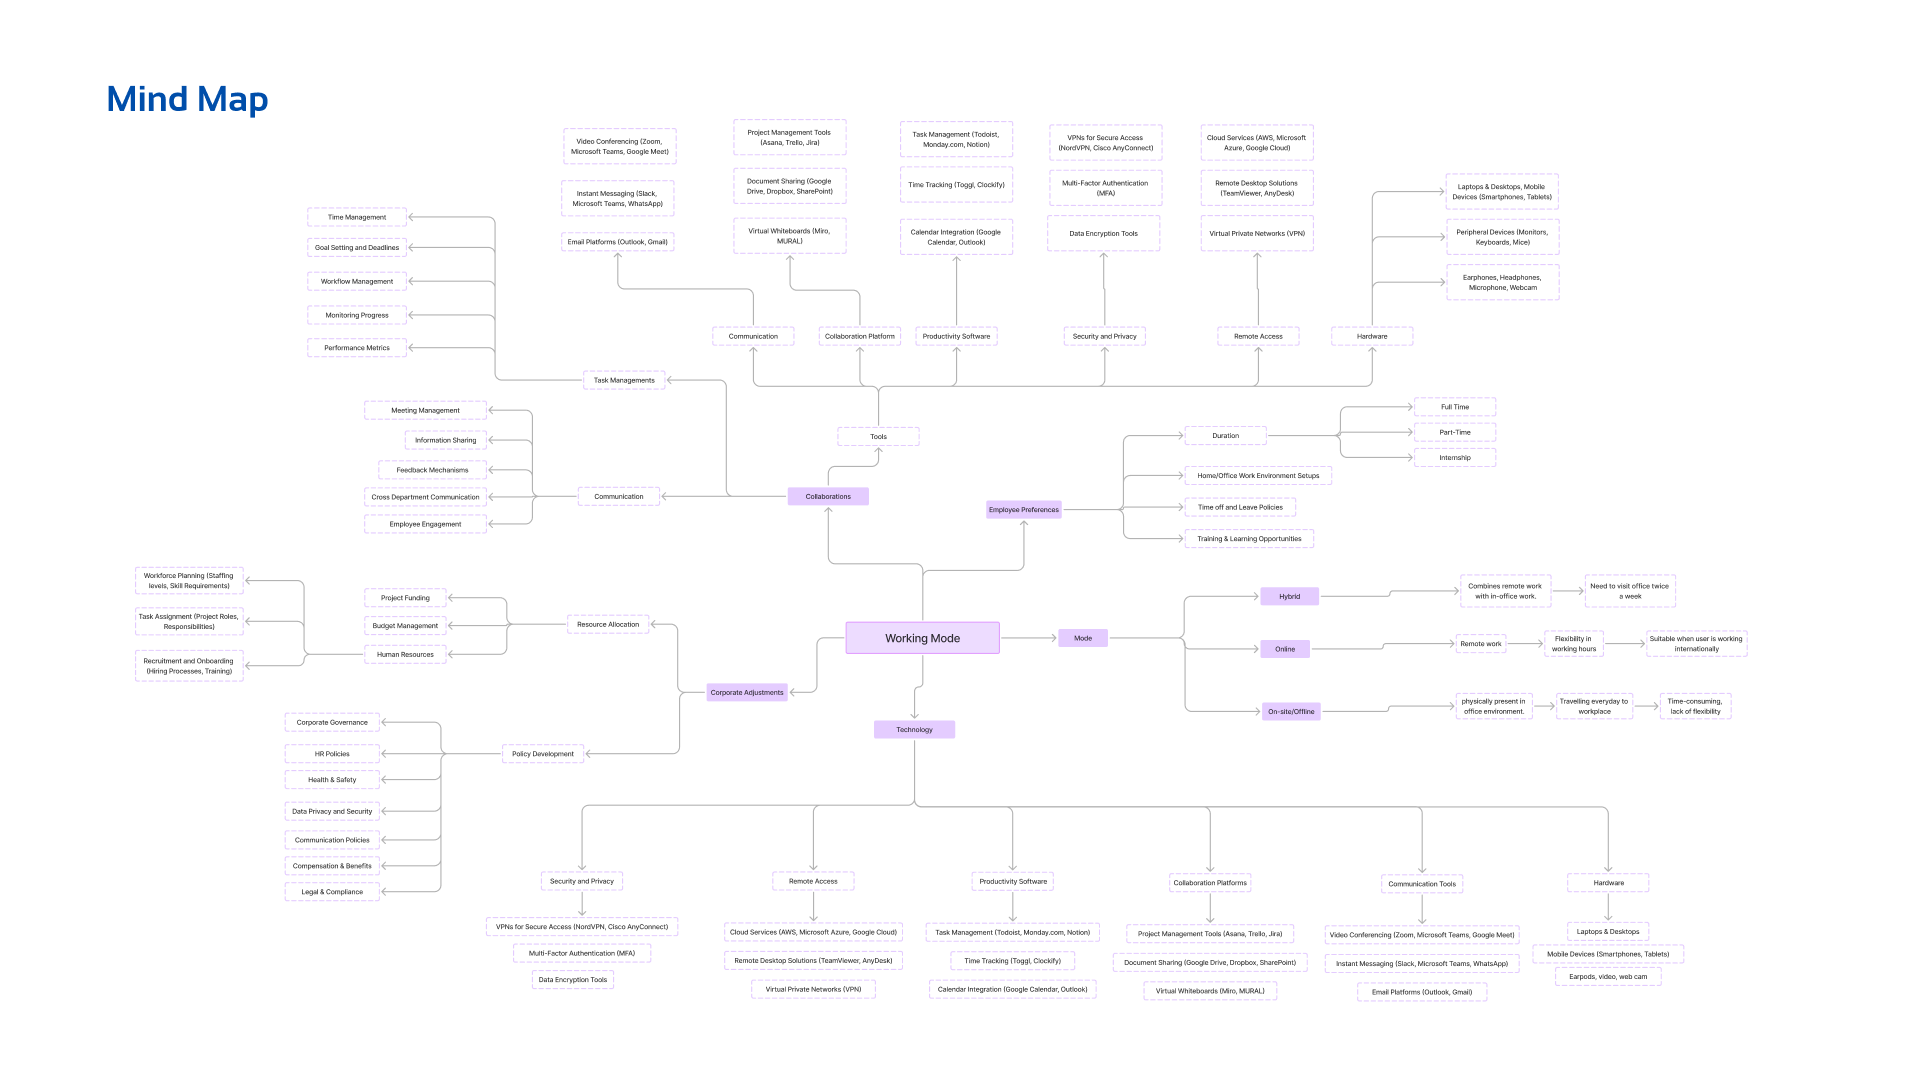 Mind Map
Video Conferencing (Zoom,
Microsoft Teams, Google Meet)
Instant Messaging (Slack,
Microsoft Teams, WhatsApp)
Email Platforms (Outlook, Gmail)
Project Management Tools
(Asana, Trello, Jira)
Document Sharing (Google
Drive, Dropbox, SharePoint)
Virtual Whiteboards (Miro,
MURAL)
Task Management (Todoist,
Monday.com, Notion)
Time Tracking (Toggl, Clockify)
Calendar Integration (Google
Calendar, Outlook)
VPNs for Secure Access
(NordVPN, Cisco AnyConnect)
Multi-Factor Authentication
(MFA)
Data Encryption Tools
Cloud Services (AWS, Microsoft
Azure, Google Cloud)
Remote Desktop Solutions
(TeamViewer, AnyDesk)
Virtual Private Networks (VPN)
Laptops & Desktops, Mobile
Devices (Smartphones, Tablets)
Peripheral Devices (Monitors,
Keyboards, Mice)
Earphones, Headphones,
Microphone, Webcam
Communication
Collaboration Platform
Productivity Software
Security and Privacy
Remote Access
Hardware
Time Management
Goal Setting and Deadlines
Workflow Management
Monitoring Progress
Performance Metrics
Task Managements
Meeting Management
Information Sharing
Feedback Mechanisms
Cross Department Communication
Employee Engagement
Communication
Tools
Collaborations
Employee Preferences
Duration
Home/Office Work Environment Setups
Time off and Leave Policies
Training & Learning Opportunities
Full Time
Part-Time
Internship
Workforce Planning (Staffing
levels, Skill Requirements)
Task Assignment (Project Roles,
Responsibilities)
Recruitment and Onboarding
(Hiring Processes, Training)
Project Funding
Budget Management
Human Resources
Resource Allocation
Working Mode
Mode
Hybrid
Combines remote work
with in-office work.
Need to visit office twice
a week
Online
Remote work
Flexibility in
working hours
Suitable when user is working
internationally
On-site/Offline
physically present in
office environment.
Travelling everyday to
workplace
Time-consuming,
lack of flexibility
Corporate Adjustments
Technology
Corporate Governance
HR Policies
Health & Safety
Data Privacy and Security
Communication Policies
Compensation & Benefits
Legal & Compliance
Policy Development
Security and Privacy
VPNs for Secure Access (NordVPN, Cisco AnyConnect)
Multi-Factor Authentication (MFA)
Data Encryption Tools
Remote Access
Cloud Services (AWS, Microsoft Azure, Google Cloud)
Remote Desktop Solutions (TeamViewer, AnyDesk)
Virtual Private Networks (VPN)
Productivity Software
Task Management (Todoist, Monday.com, Notion)
Time Tracking (Toggl, Clockify)
Calendar Integration (Google Calendar, Outlook)
Collaboration Platforms
Project Management Tools (Asana, Trello, Jira)
Document Sharing (Google Drive, Dropbox, SharePoint)
Virtual Whiteboards (Miro, MURAL)
Communication Tools
Video Conferencing (Zoom, Microsoft Teams, Google Meet)
Instant Messaging (Slack, Microsoft Teams, WhatsApp)
Email Platforms (Outlook, Gmail)
Hardware
Laptops & Desktops
Mobile Devices (Smartphones, Tablets)
Earpods, video, web cam